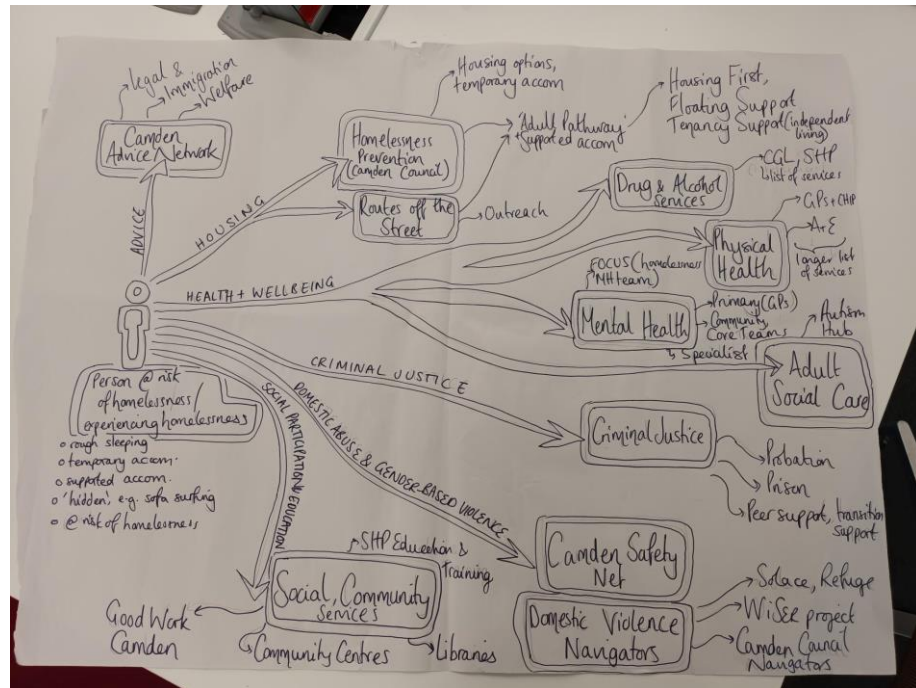 Legal &
Immigration
Welfare
Camden
Advice Network
ADVICE
Housing options,
temporary accom
Homelessness
Prevention
(Camden Council)
HOUSING
Routes off the
Street
Outreach
'Adult Pathway'
supported accom
Housing First,
Floating Support
Tenancy Support (independent
living)
Drug & Alcohol
Services
CGL, SHP
list of services
HEALTH + WELLBEING
Physical
Health
GPs + CHIP
A+E
longer list
of services
FOCUS (homelessness
MH team)
Mental Health
Primary (GPs)
Community,
Core Teams
Specialist
Autism
Hub
Adult
Social Care
Person @ risk
of homelessness/
experiencing homelessness
o rough sleeping
o temporary accom.
o supported accom.
o 'hidden' e.g. sofa surfing
o @ risk of homelessness
CRIMINAL JUSTICE
Criminal Justice
Probation
Prison
Peer support, transition
support
DOMESTIC ABUSE & GENDER-BASED VIOLENCE
Camden Safety
Net
Domestic Violence
Navigators
Solace, Refuge
WiSER project
Camden Council
Navigators
SOCIAL PARTICIPATION & EDUCATION
SHP Education &
Training
Social, Community
Services
Good Work
Camden
Community Centres
Libraries